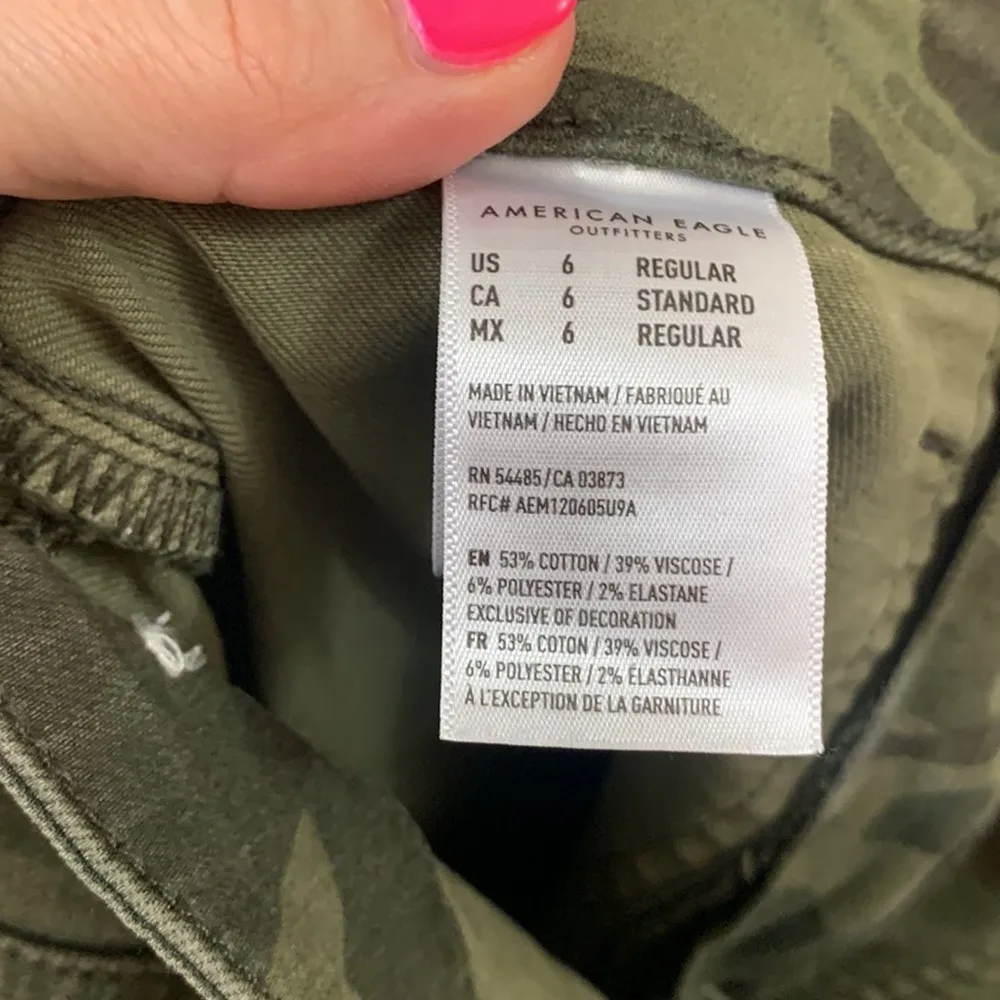 AMERICAN EAGLE
OUTFITTERS
US 6 REGULAR
CA 6 STANDARD
MX 6 REGULAR
MADE IN VIETNAM / FABRIQUÉ AU
VIETNAM / HECHO EN VIETNAM
RN 54485/CA 03873
RFC# AEM120605U9A
EN 53% COTTON / 39% VISCOSE /
6% POLYESTER / 2% ELASTANE
EXCLUSIVE OF DECORATION
FR 53% COTON / 39% VISCOSE /
6% POLYESTER / 2% ÉLASTHANNE
À L'EXCEPTION DE LA GARNITURE